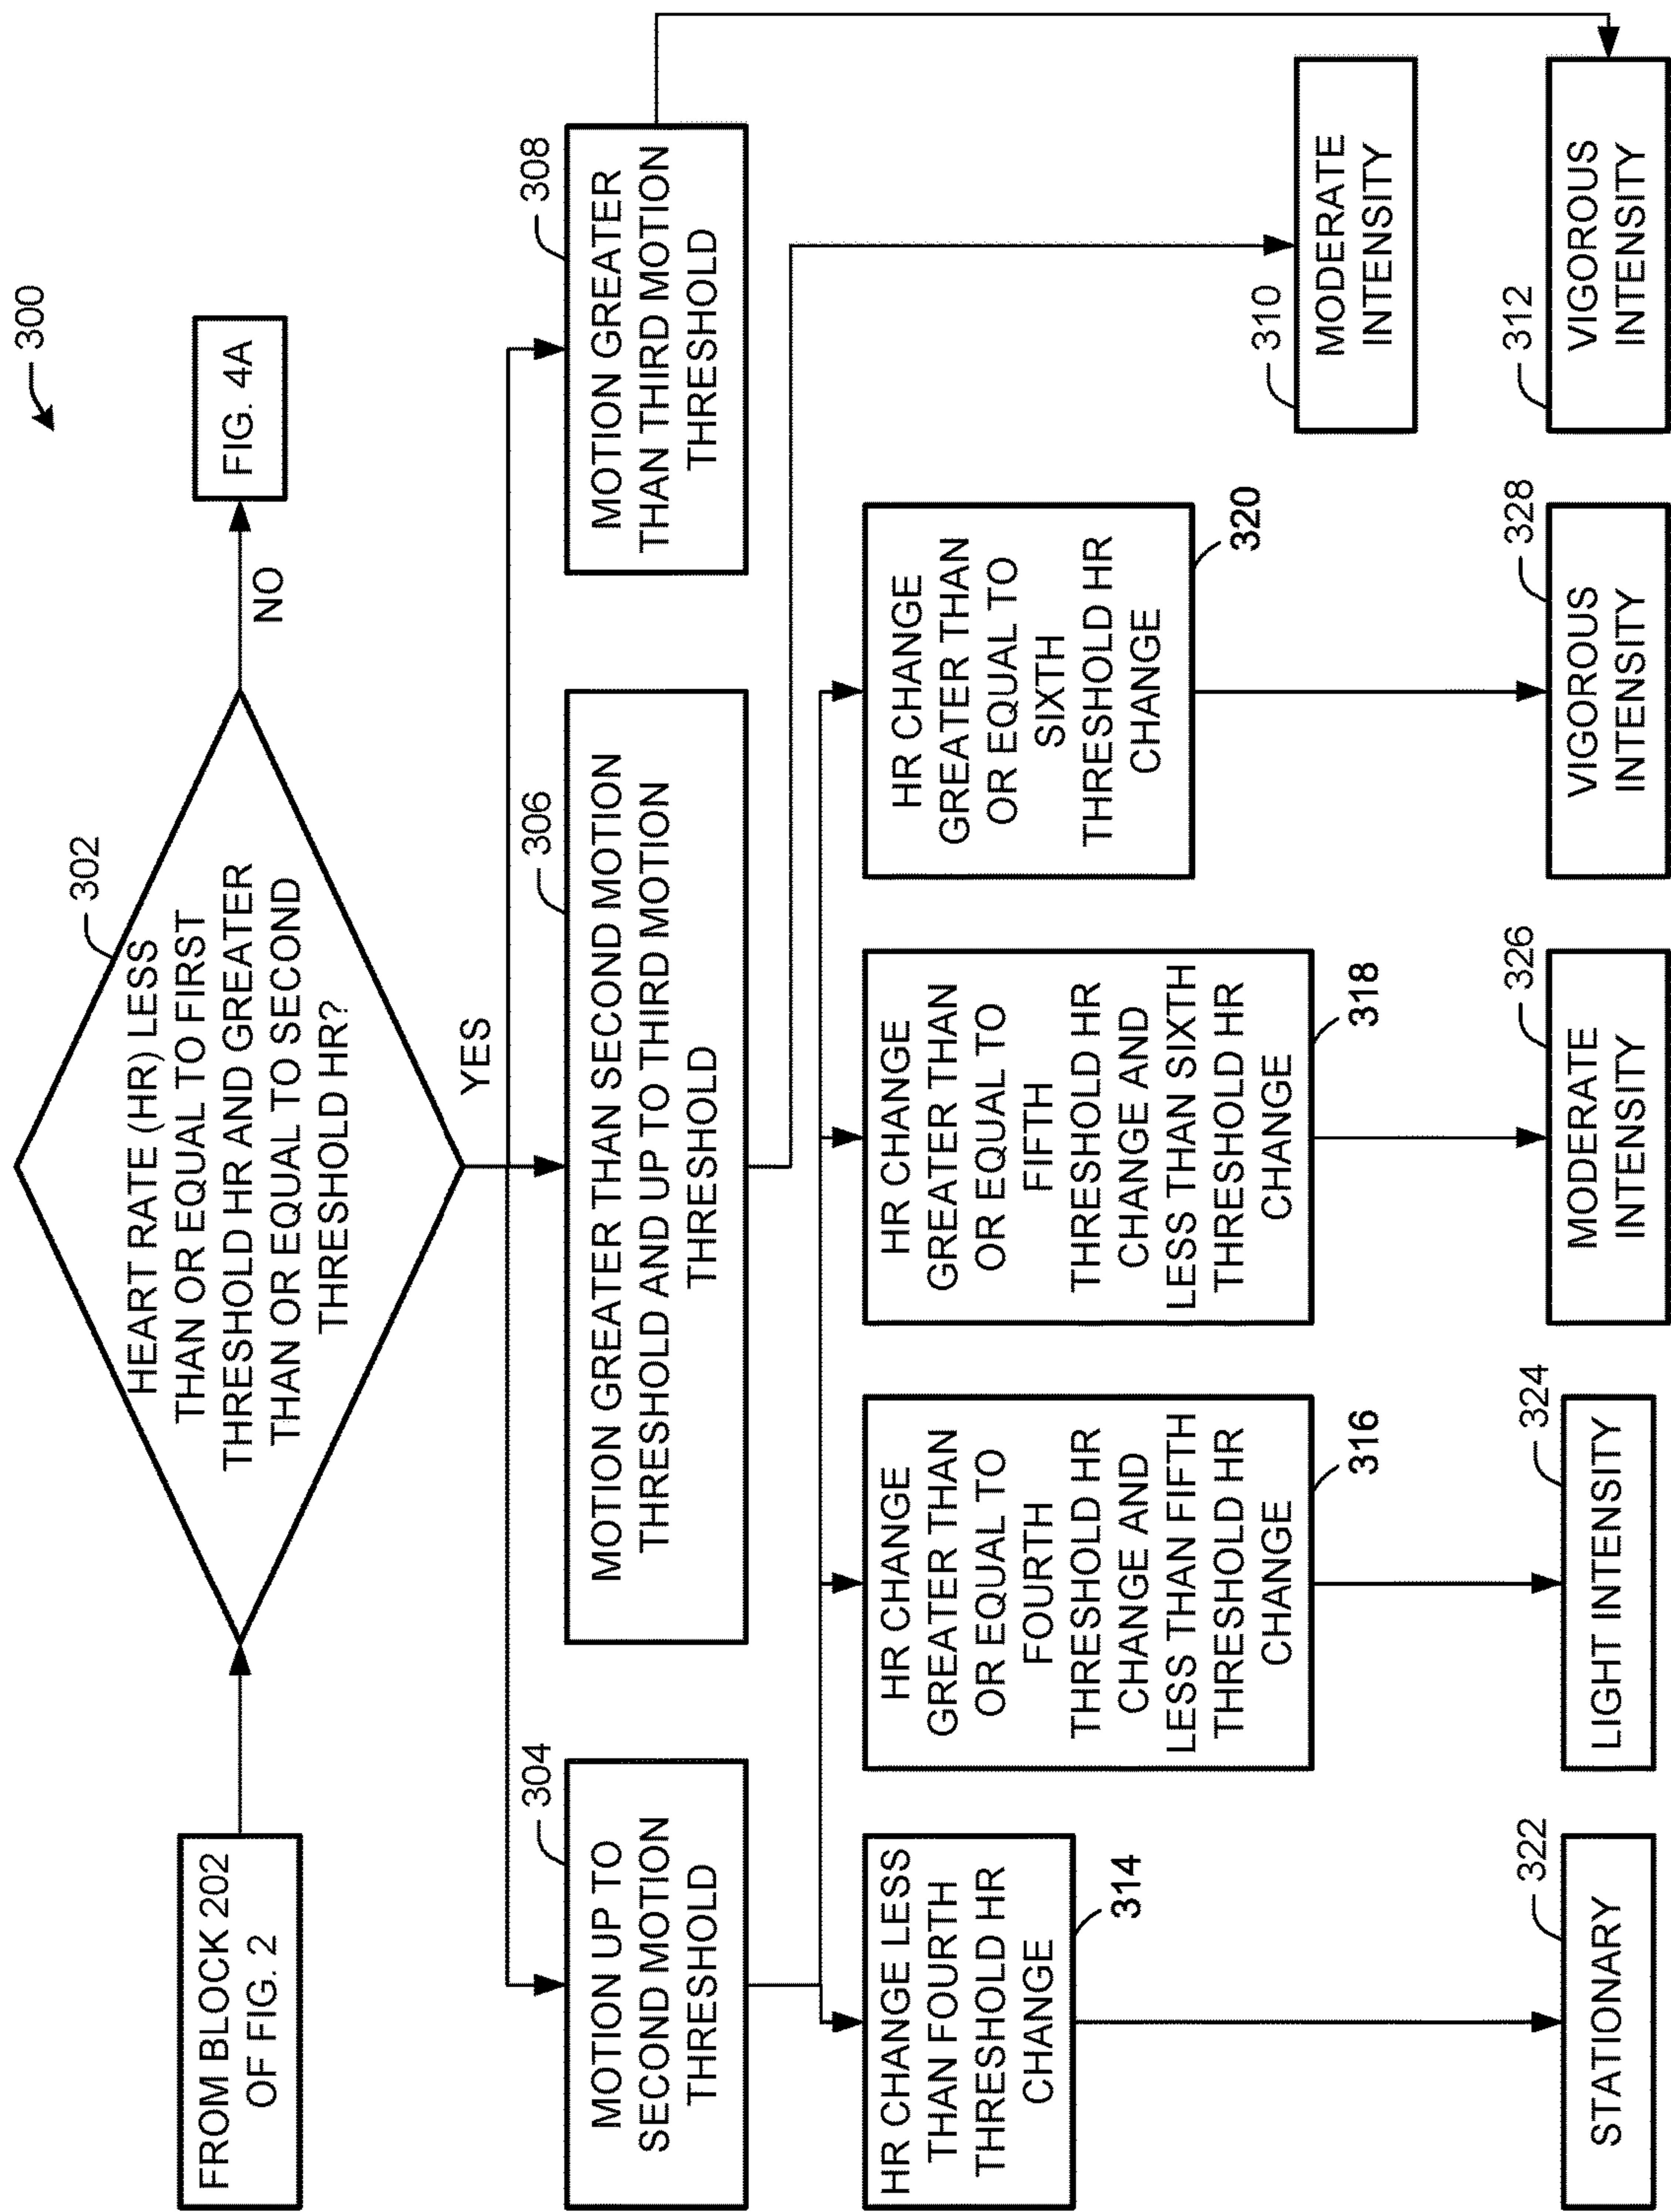 300
FROM BLOCK 202
OF FIG. 2
302
HEART RATE (HR) LESS
THAN OR EQUAL TO FIRST
THRESHOLD HR AND GREATER
THAN OR EQUAL TO SECOND
THRESHOLD HR?
NO
FIG. 4A
YES
304
MOTION UP TO
SECOND MOTION
THRESHOLD
306
MOTION GREATER THAN SECOND MOTION
THRESHOLD AND UP TO THIRD MOTION
THRESHOLD
308
MOTION GREATER
THAN THIRD MOTION
THRESHOLD
HR CHANGE LESS
THAN FOURTH
THRESHOLD HR
CHANGE
314
HR CHANGE
GREATER THAN
OR EQUAL TO
FOURTH
THRESHOLD HR
CHANGE AND
LESS THAN FIFTH
THRESHOLD HR
CHANGE
316
HR CHANGE
GREATER THAN
OR EQUAL TO
FIFTH
THRESHOLD HR
CHANGE AND
LESS THAN SIXTH
THRESHOLD HR
CHANGE
318
HR CHANGE
GREATER THAN
OR EQUAL TO
SIXTH
THRESHOLD HR
CHANGE
320
310
MODERATE
INTENSITY
322
STATIONARY
324
LIGHT INTENSITY
326
MODERATE
INTENSITY
328
VIGOROUS
INTENSITY
312
VIGOROUS
INTENSITY